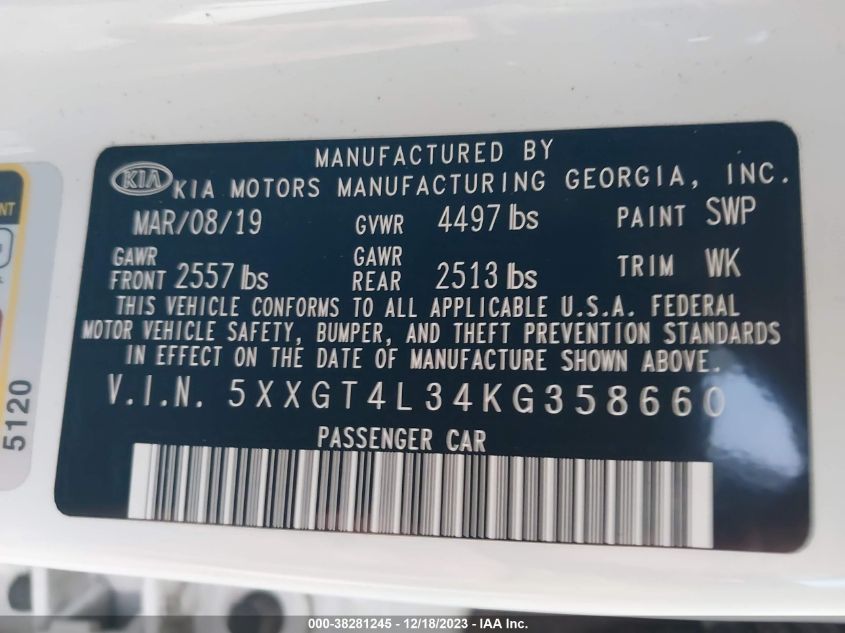 MANUFACTURED BY
KIA KIA MOTORS MANUFACTURING GEORGIA, INC.
MAR/08/19 GVWR 4497 lbs PAINT SWP
GAWR FRONT 2557 lbs GAWR REAR 2513 lbs TRIM WK
THIS VEHICLE CONFORMS TO ALL APPLICABLE U.S.A. FEDERAL
MOTOR VEHICLE SAFETY, BUMPER, AND THEFT PREVENTION STANDARDS
IN EFFECT ON THE DATE OF MANUFACTURE SHOWN ABOVE.
V.I.N. 5XXGT4L34KG358660
PASSENGER CAR
5120
000-38281245 - 12/18/2023 - IAA Inc.